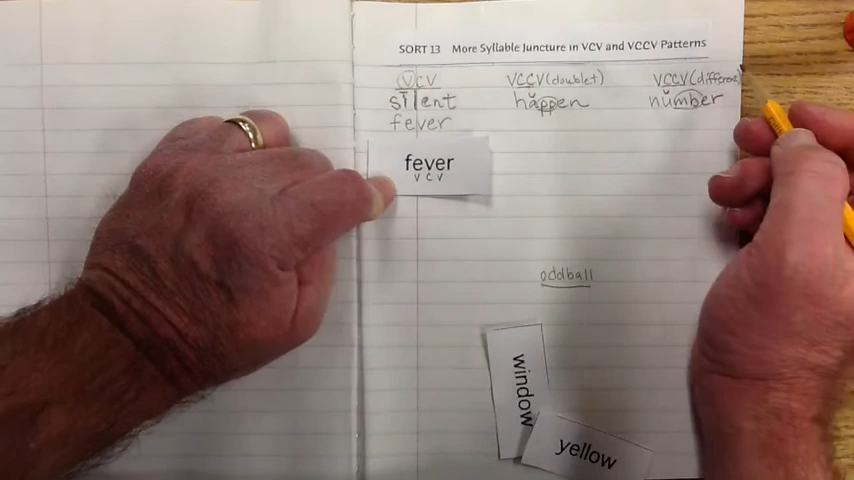 SORT 13 More Syllable Juncture in VCV and VCCV Patterns
VCV VCCV(doublet) VCCV(different)
silent happen number
fever
fever
VCV
oddball
window
yellow